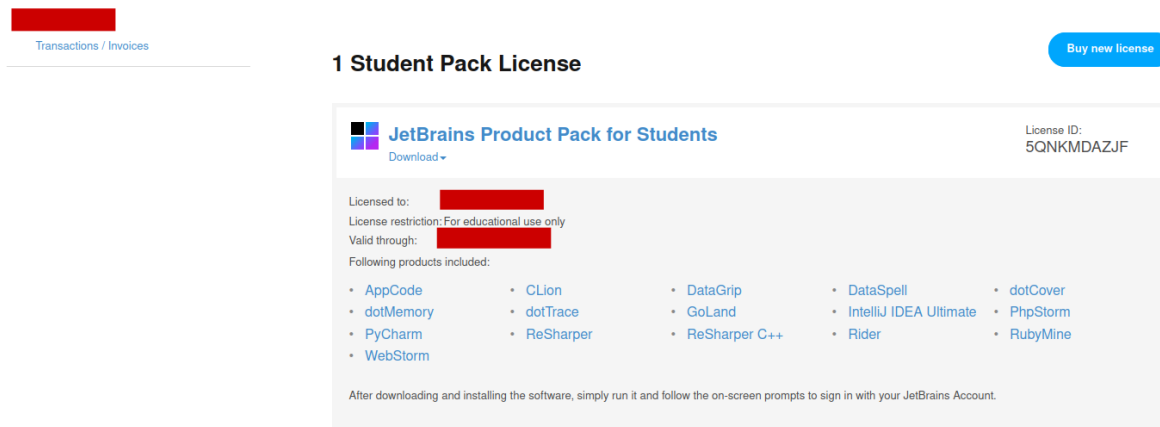 Transactions / Invoices
1 Student Pack License
Buy new license
JetBrains Product Pack for Students
Download
License ID:
5QNKMDAZJF
Licensed to:
License restriction: For educational use only
Valid through:
Following products included:
• AppCode • CLion • DataGrip • DataSpell • dotCover
• dotMemory • dotTrace • GoLand • IntelliJ IDEA Ultimate • PhpStorm
• PyCharm • ReSharper • ReSharper C++ • Rider • RubyMine
• WebStorm
After downloading and installing the software, simply run it and follow the on-screen prompts to sign in with your JetBrains Account.